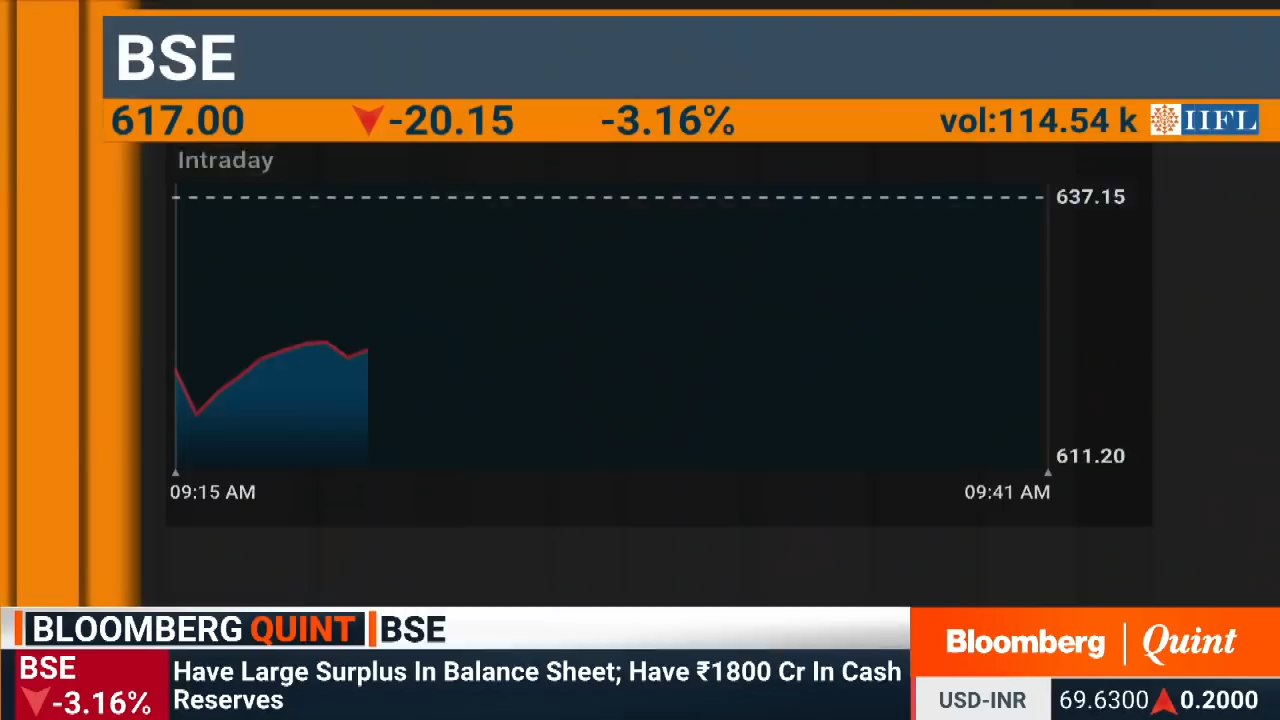 BSE
617.00 -20.15 -3.16% vol:114.54 k IIFL
Intraday
637.15
611.20
09:15 AM 09:41 AM
BLOOMBERG QUINT BSE
BSE
-3.16%
Have Large Surplus In Balance Sheet; Have ₹1800 Cr In Cash
Reserves
Bloomberg | Quint
USD-INR 69.6300 0.2000